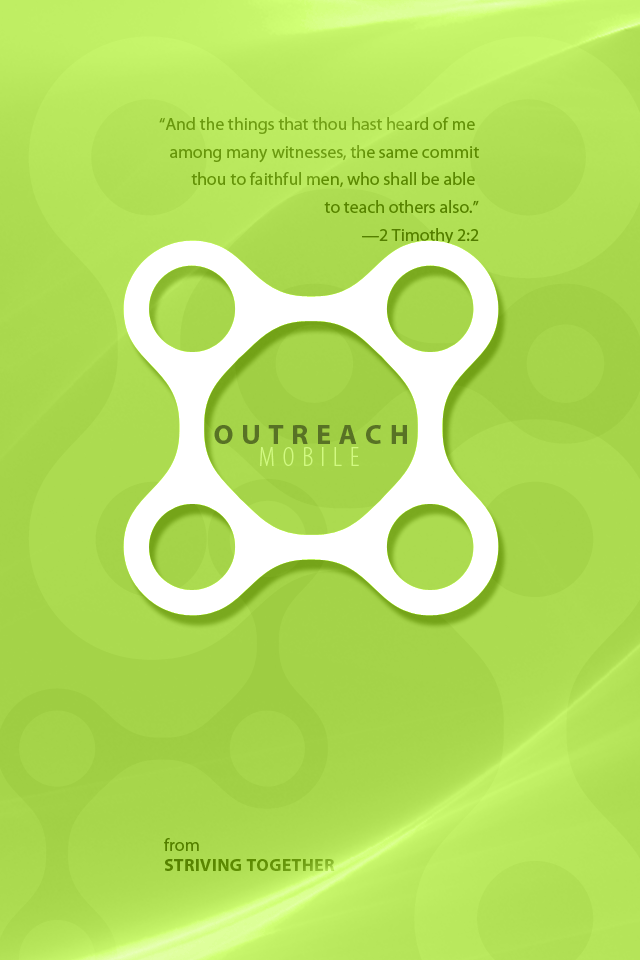 “And the things that thou hast heard of me
among many witnesses, the same commit
thou to faithful men, who shall be able
to teach others also.”
—2 Timothy 2:2
OUTREACH
MOBILE
from
STRIVING TOGETHER